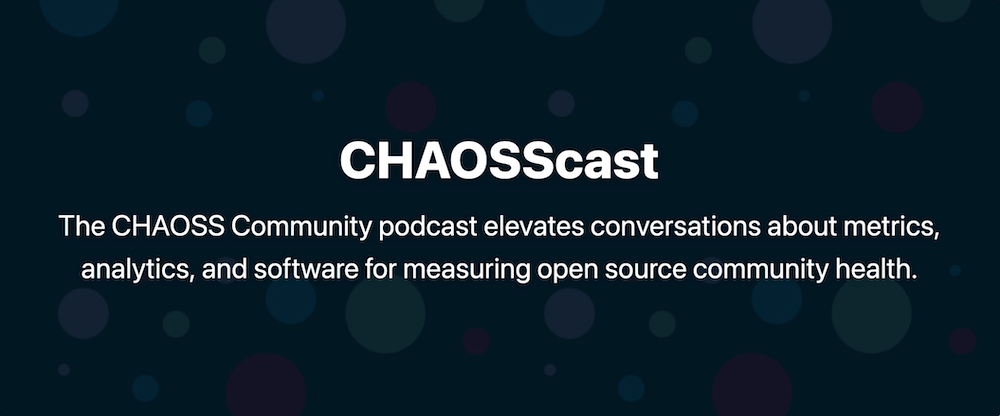 CHAOSScast
The CHAOSS Community podcast elevates conversations about metrics,
analytics, and software for measuring open source community health.